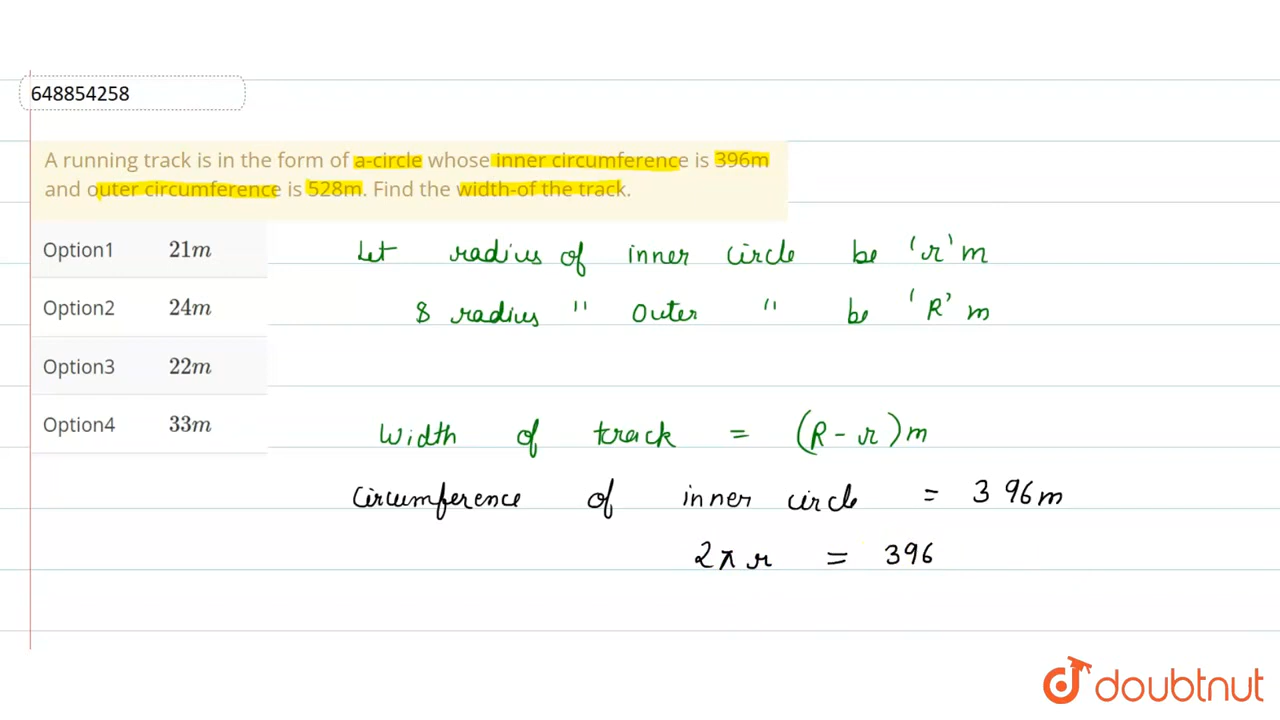 648854258
A running track is in the form of a-circle whose inner circumference is 396m
and outer circumference is 528m. Find the width-of the track.
Option1 21m
Let radius of inner circle be 'r' m
Option2 24m
& radius " outer " be 'R' m
Option3 22m
Option4 33m
Width of track = (R-r)m
Circumference of inner circle = 396m
2πr = 396
doubtnut